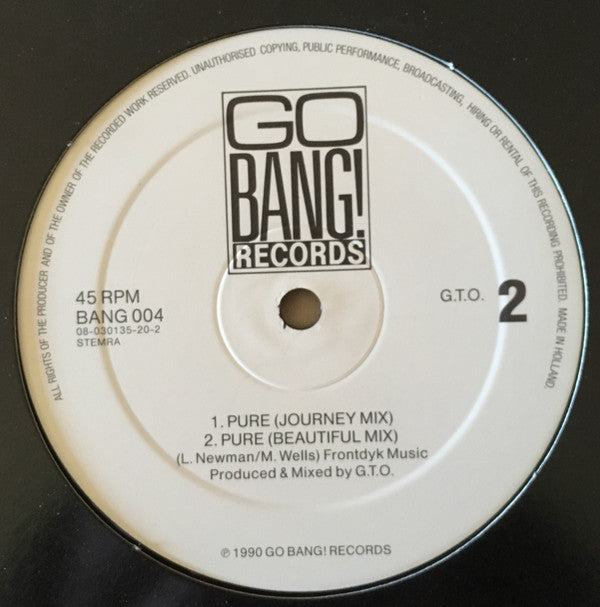 ALL RIGHTS OF THE PRODUCER AND OF THE OWNER OF THE RECORDED WORK RESERVED. UNAUTHORISED COPYING, PUBLIC PERFORMANCE, BROADCASTING, HIRING OR RENTAL OF THIS RECORDING PROHIBITED. MADE IN HOLLAND.
GO
BANG!
RECORDS
45 RPM
BANG 004
08-030135-20-2
STEMRA
G.T.O. 2
1. PURE (JOURNEY MIX)
2. PURE (BEAUTIFUL MIX)
(L. Newman/M. Wells) Frontdyk Music
Produced & Mixed by G.T.O.
℗ 1990 GO BANG! RECORDS